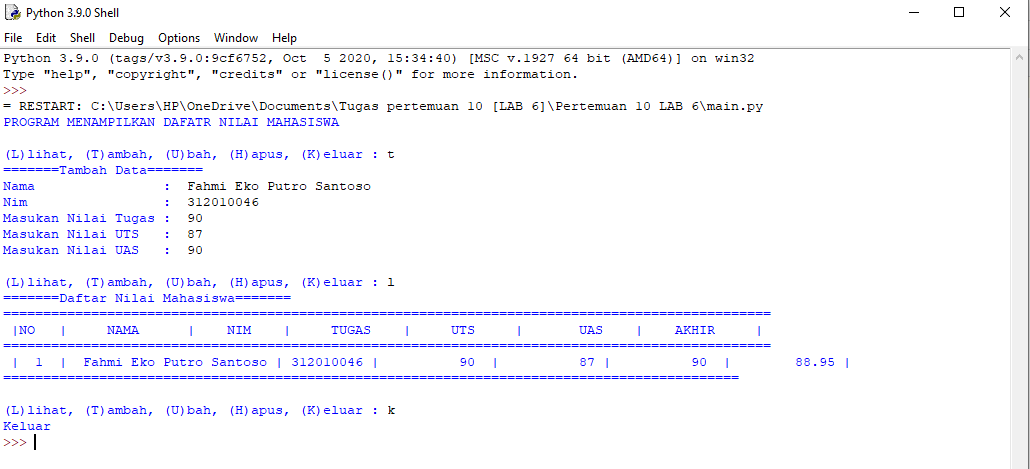 Python 3.9.0 Shell
File Edit Shell Debug Options Window Help
Python 3.9.0 (tags/v3.9.0:9cf6752, Oct  5 2020, 15:34:40) [MSC v.1927 64 bit (AMD64)] on win32
Type "help", "copyright", "credits" or "license()" for more information.
>>>
= RESTART: C:\Users\HP\OneDrive\Documents\Tugas pertemuan 10 [LAB 6]\Pertemuan 10 LAB 6\main.py
PROGRAM MENAMPILKAN DAFATR NILAI MAHASISWA
(L)lihat, (T)ambah, (U)bah, (H)apus, (K)eluar : t
=======Tambah Data=======
Nama                :  Fahmi Eko Putro Santoso
Nim                 :  312010046
Masukan Nilai Tugas :  90
Masukan Nilai UTS   :  87
Masukan Nilai UAS   :  90
(L)lihat, (T)ambah, (U)bah, (H)apus, (K)eluar : l
=======Daftar Nilai Mahasiswa=======
================================================================================================
 |NO   |     NAMA      |    NIM    |     TUGAS    |     UTS     |       UAS    |    AKHIR     |
================================================================================================
 |  1  |  Fahmi Eko Putro Santoso | 312010046 |          90  |          87 |          90  |        88.95 |
============================================================================================
(L)lihat, (T)ambah, (U)bah, (H)apus, (K)eluar : k
Keluar
>>>